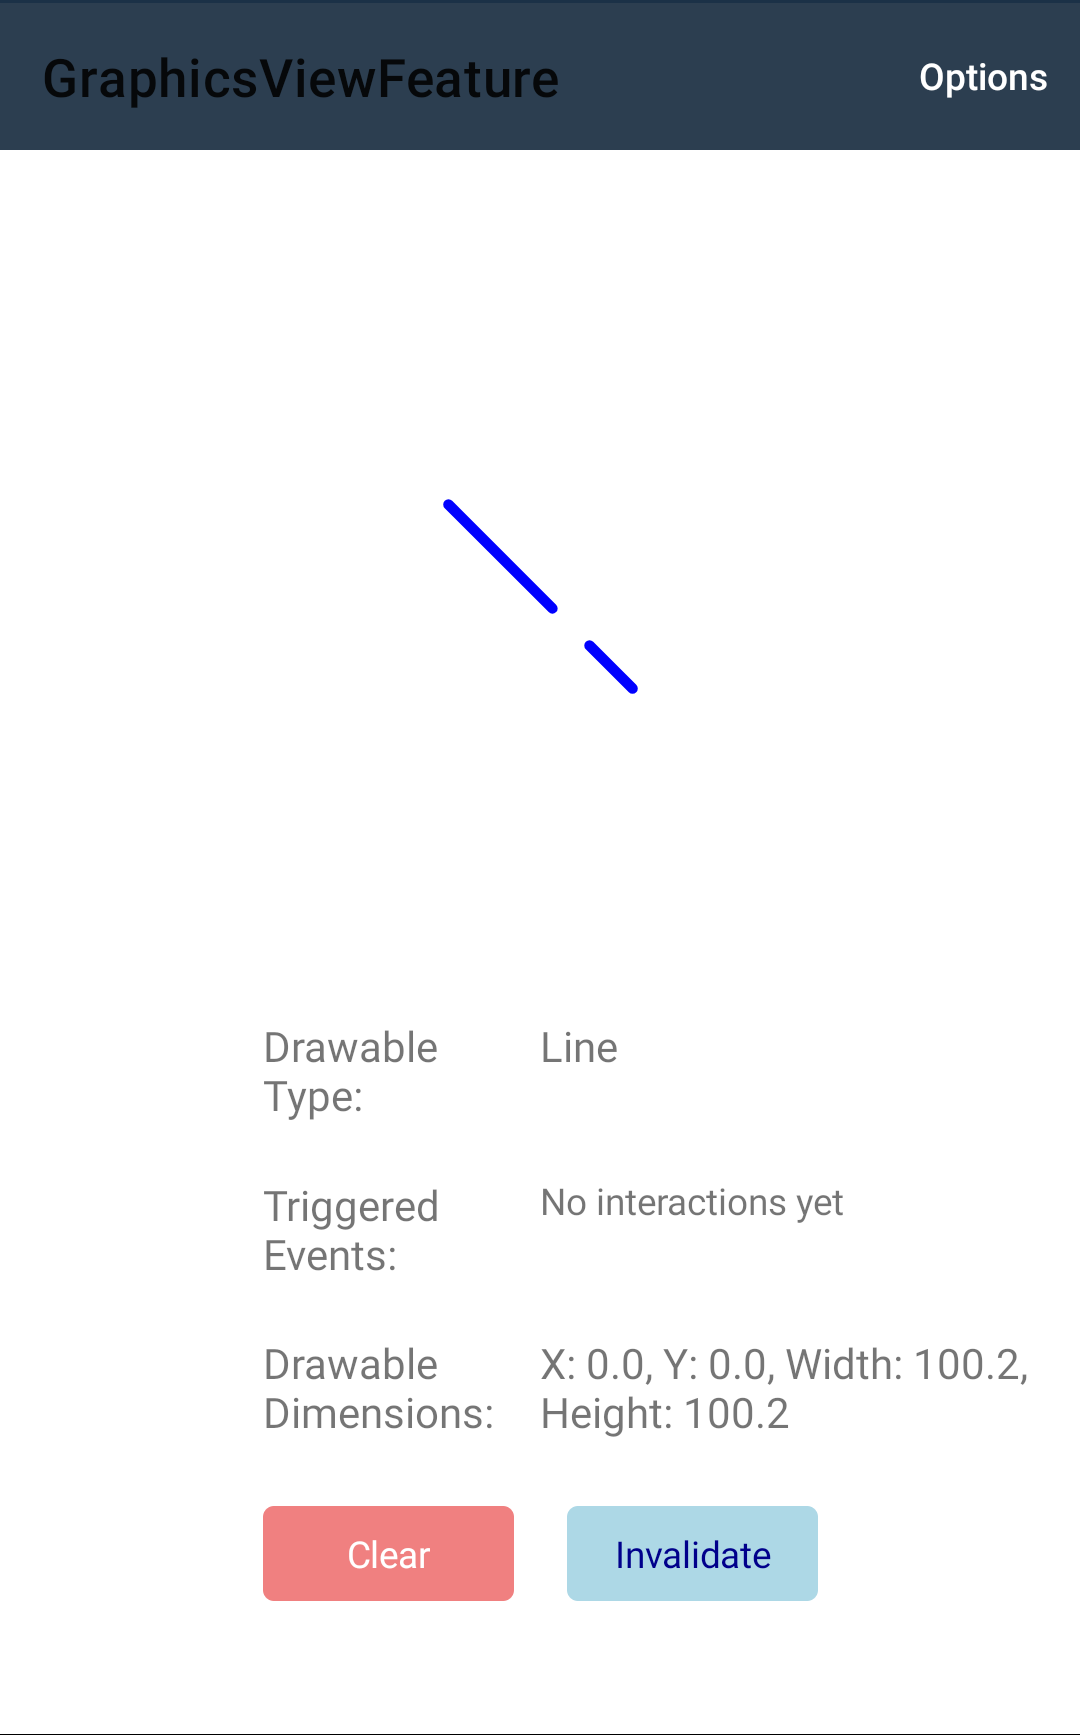 GraphicsViewFeature
Options
Drawable
Type:
Line
Triggered
Events:
No interactions yet
Drawable
Dimensions:
X: 0.0, Y: 0.0, Width: 100.2,
Height: 100.2
Clear
Invalidate